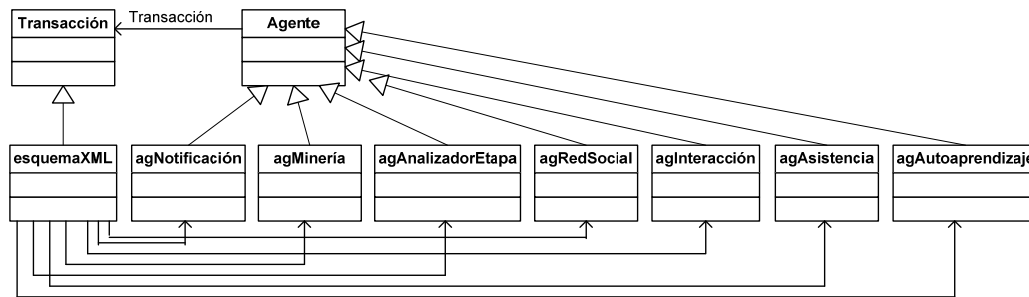 Transacción
Transacción
Agente
esquemaXML
agNotificación
agMinería
agAnalizadorEtapa
agRedSocial
agInteracción
agAsistencia
agAutoaprendizaje